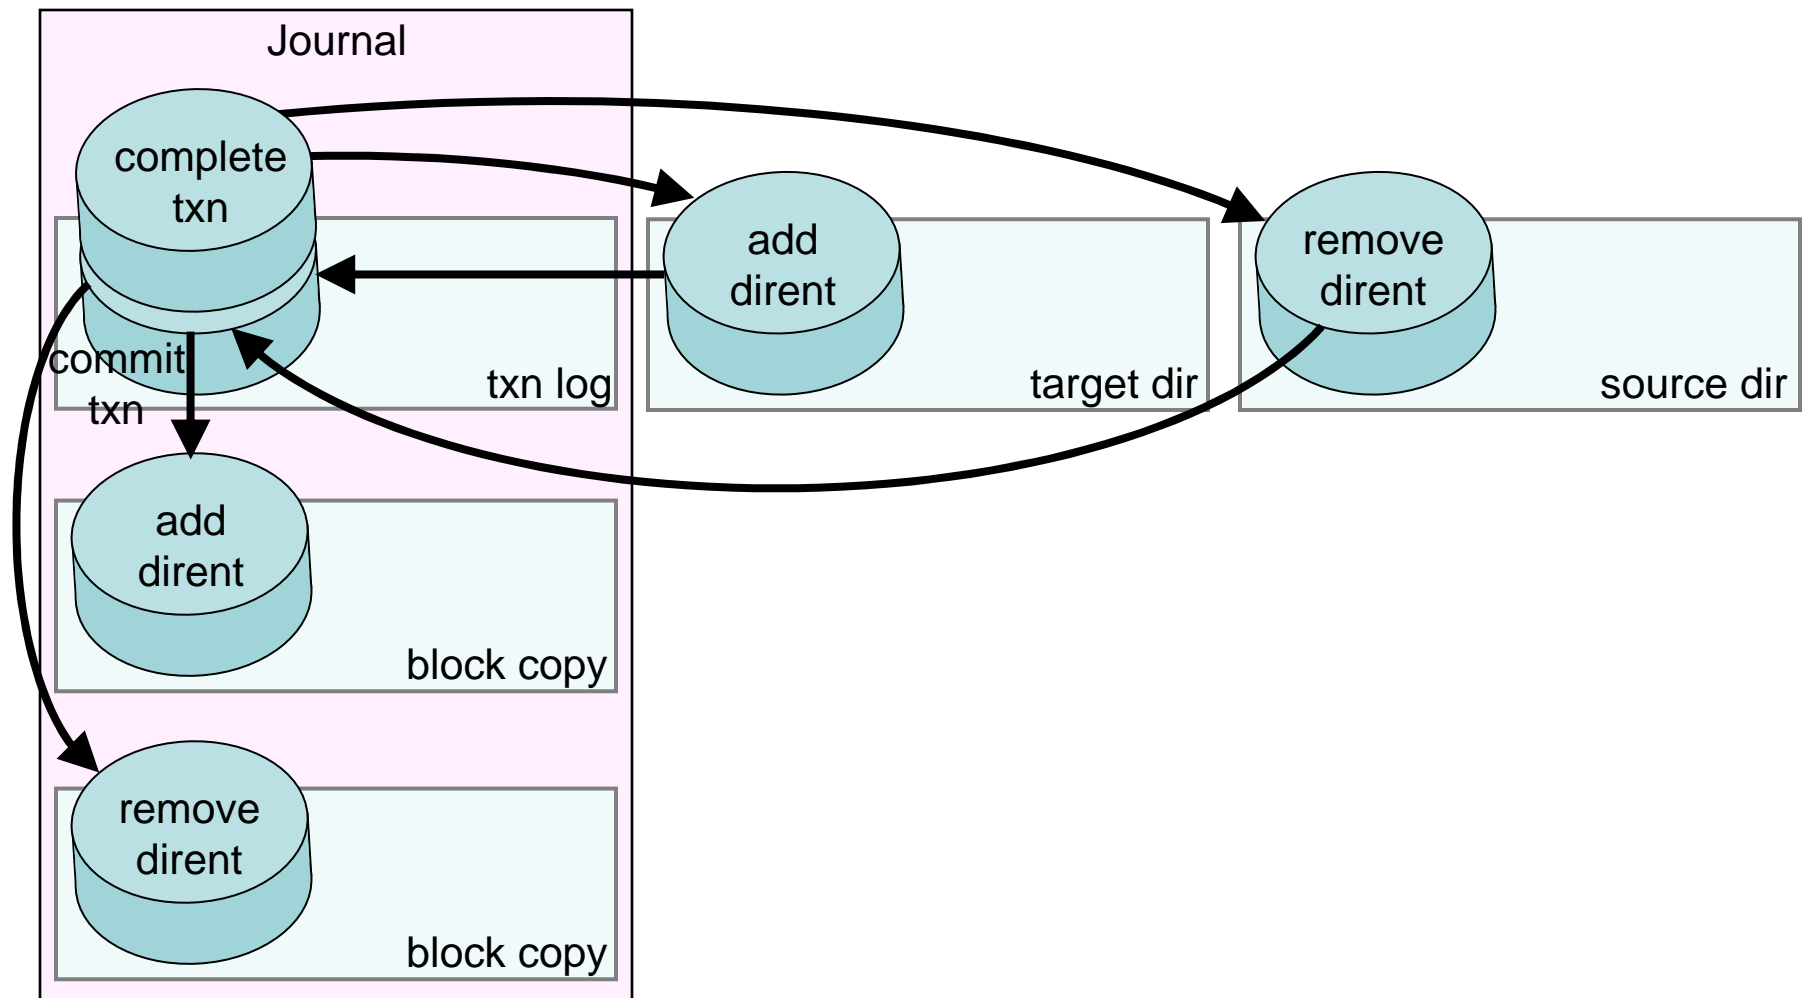 Journal
complete
txn
add
dirent
remove
dirent
commit
txn
txn log
target dir
source dir
add
dirent
block copy
remove
dirent
block copy